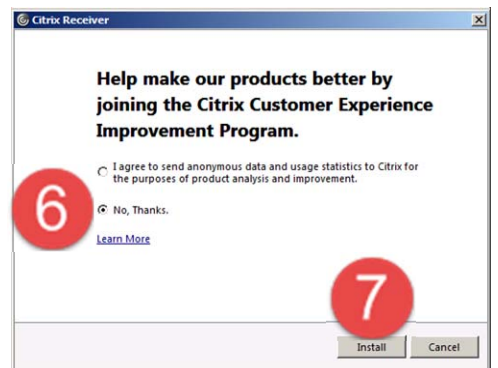 Citrix Receiver
Help make our products better by
joining the Citrix Customer Experience
Improvement Program.
I agree to send anonymous data and usage statistics to Citrix for
the purposes of product analysis and improvement.
6
No, Thanks.
Learn More
7
Install Cancel